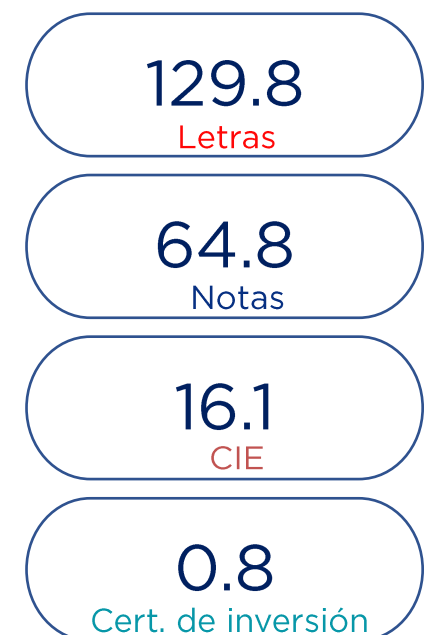 129.8
Letras
64.8
Notas
16.1
CIE
0.8
Cert. de inversión